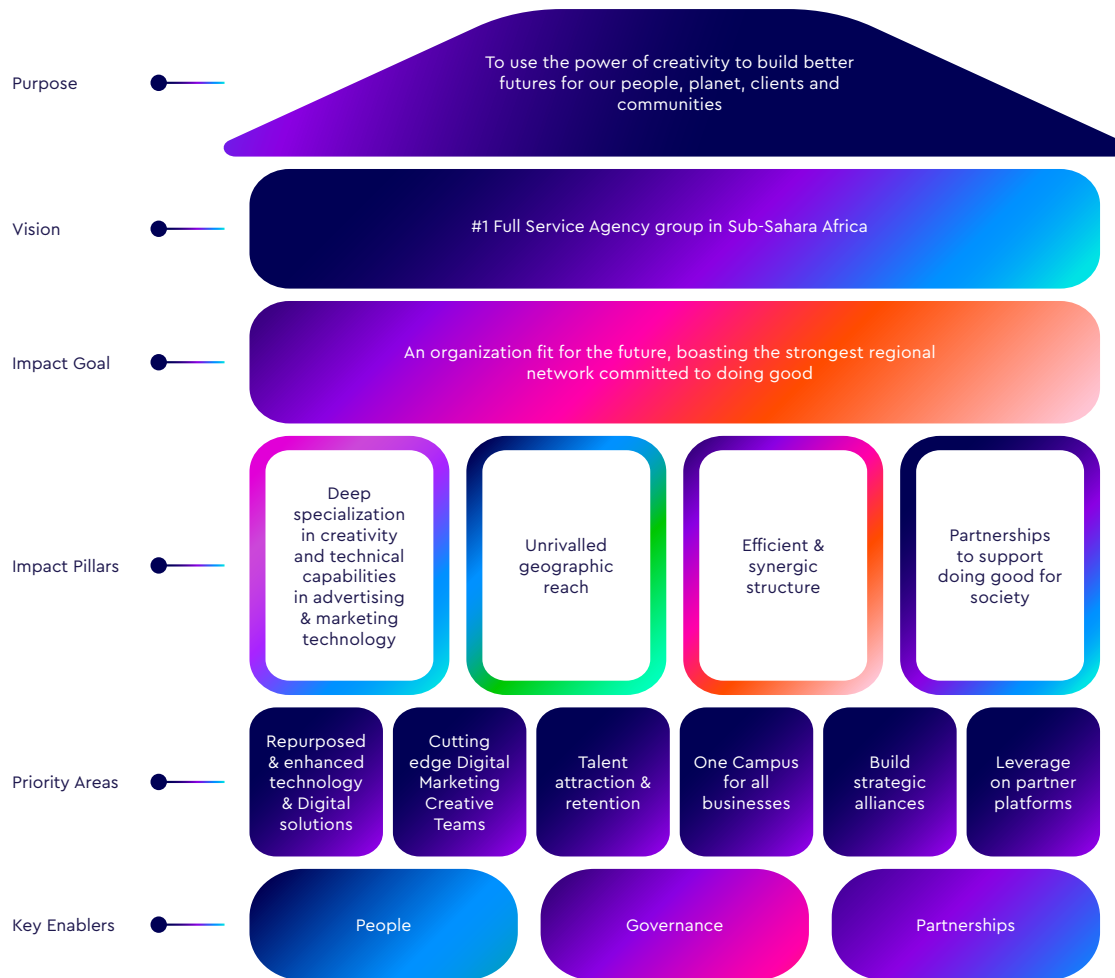 Purpose
To use the power of creativity to build better
futures for our people, planet, clients and
communities
Vision
#1 Full Service Agency group in Sub-Sahara Africa
Impact Goal
An organization fit for the future, boasting the strongest regional
network committed to doing good
Impact Pillars
Deep
specialization
in creativity
and technical
capabilities
in advertising
& marketing
technology
Unrivalled
geographic
reach
Efficient &
synergic
structure
Partnerships
to support
doing good for
society
Priority Areas
Repurposed
& enhanced
technology
& Digital
solutions
Cutting
edge Digital
Marketing
Creative
Teams
Talent
attraction &
retention
One Campus
for all
businesses
Build
strategic
alliances
Leverage
on partner
platforms
Key Enablers
People
Governance
Partnerships